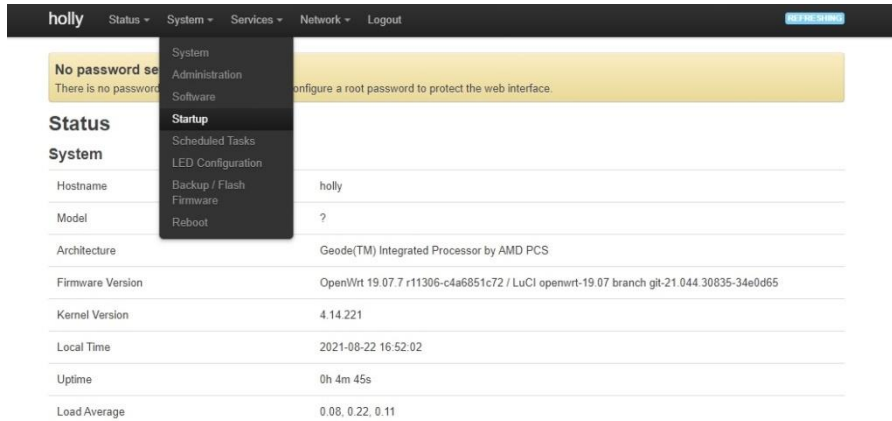 holly Status System Services Network Logout REFRESHING
No password se
There is no password onfigure a root password to protect the web interface.
System
Administration
Software
Startup
Scheduled Tasks
LED Configuration
Backup / Flash
Firmware
Reboot
Status
System
Hostname holly
Model ?
Architecture Geode(TM) Integrated Processor by AMD PCS
Firmware Version OpenWrt 19.07.7 r11306-c4a6851c72 / LuCI openwrt-19.07 branch git-21.044.30835-34e0d65
Kernel Version 4.14.221
Local Time 2021-08-22 16:52:02
Uptime 0h 4m 45s
Load Average 0.08, 0.22, 0.11